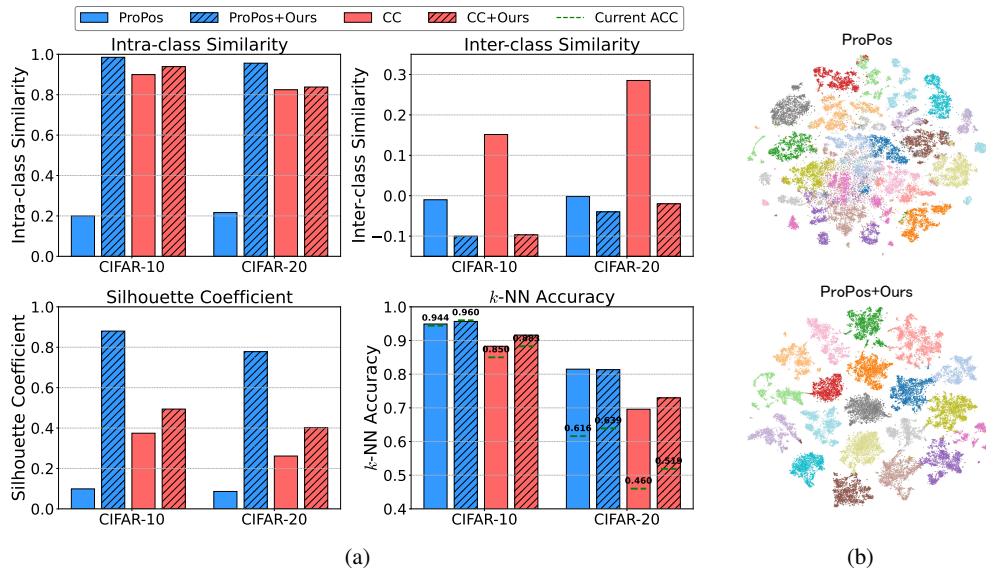 ProPos ProPos+Ours CC CC+Ours Current ACC
Intra-class Similarity
Intra-class Similarity
1.0
0.8
0.6
0.4
0.2
0.0
CIFAR-10 CIFAR-20
Inter-class Similarity
Inter-class Similarity
0.3
0.2
0.1
0.0
−0.1
CIFAR-10 CIFAR-20
Silhouette Coefficient
Silhouette Coefficient
1.0
0.8
0.6
0.4
0.2
0.0
CIFAR-10 CIFAR-20
k-NN Accuracy
k-NN Accuracy
1.0
0.9
0.8
0.7
0.6
0.5
0.4
0.944 0.960 0.850 0.883
0.616 0.639 0.460 0.519
CIFAR-10 CIFAR-20
(a)
ProPos
ProPos+Ours
(b)